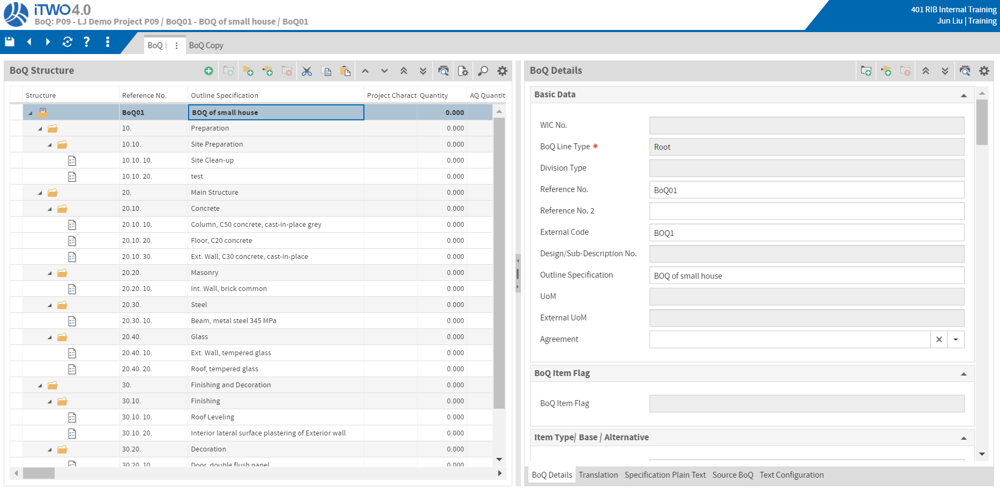 iTWO 4.0
401 RIB Internal Training
BoQ: P09 - LJ Demo Project P09 / BoQ01 - BOQ of small house / BoQ01
Jun Liu | Training
BoQ
BoQ Copy
BoQ Structure
Structure Reference No. Outline Specification Project Charact Quantity AQ Quantity
BoQ01 BOQ of small house 0.000
10. Preparation 0.000
10.10. Site Preparation 0.000
10.10. 10. Site Clean-up 0.000
10.10. 20. test 0.000
20. Main Structure 0.000
20.10. Concrete 0.000
20.10. 10. Column, C50 concrete, cast-in-place grey 0.000
20.10. 20. Floor, C20 concrete 0.000
20.10. 30. Ext. Wall, C30 concrete, cast-in-place 0.000
20.20. Masonry 0.000
20.20. 10. Int. Wall, brick common 0.000
20.30. Steel 0.000
20.30. 10. Beam, metal steel 345 MPa 0.000
20.40. Glass 0.000
20.40. 10. Ext. Wall, tempered glass 0.000
20.40. 20. Roof, tempered glass 0.000
30. Finishing and Decoration 0.000
30.10. Finishing 0.000
30.10. 10. Roof Leveling 0.000
30.10. 20. Interior lateral surface plastering of Exterior wall 0.000
30.20. Decoration 0.000
30.20. 10. Door, double flush panel 0.000
BoQ Details
Basic Data
WIC No.
BoQ Line Type * Root
Division Type
Reference No. BoQ01
Reference No. 2
External Code BOQ1
Design/Sub-Description No.
Outline Specification BOQ of small house
UoM
External UoM
Agreement
BoQ Item Flag
BoQ Item Flag
Item Type/ Base / Alternative
BoQ Details Translation Specification Plain Text Source BoQ Text Configuration